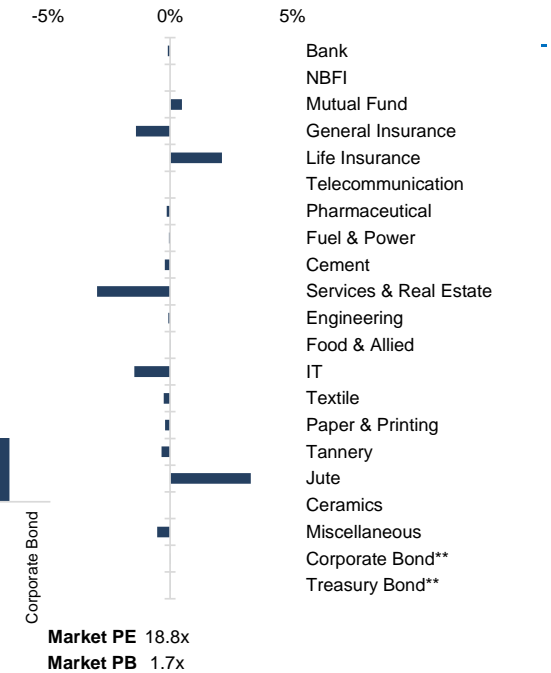 -5% 0% 5%
Bank
NBFI
Mutual Fund
General Insurance
Life Insurance
Telecommunication
Pharmaceutical
Fuel & Power
Cement
Services & Real Estate
Engineering
Food & Allied
IT
Textile
Paper & Printing
Tannery
Jute
Ceramics
Miscellaneous
Corporate Bond**
Treasury Bond**
Corporate Bond
Market PE 18.8x
Market PB 1.7x